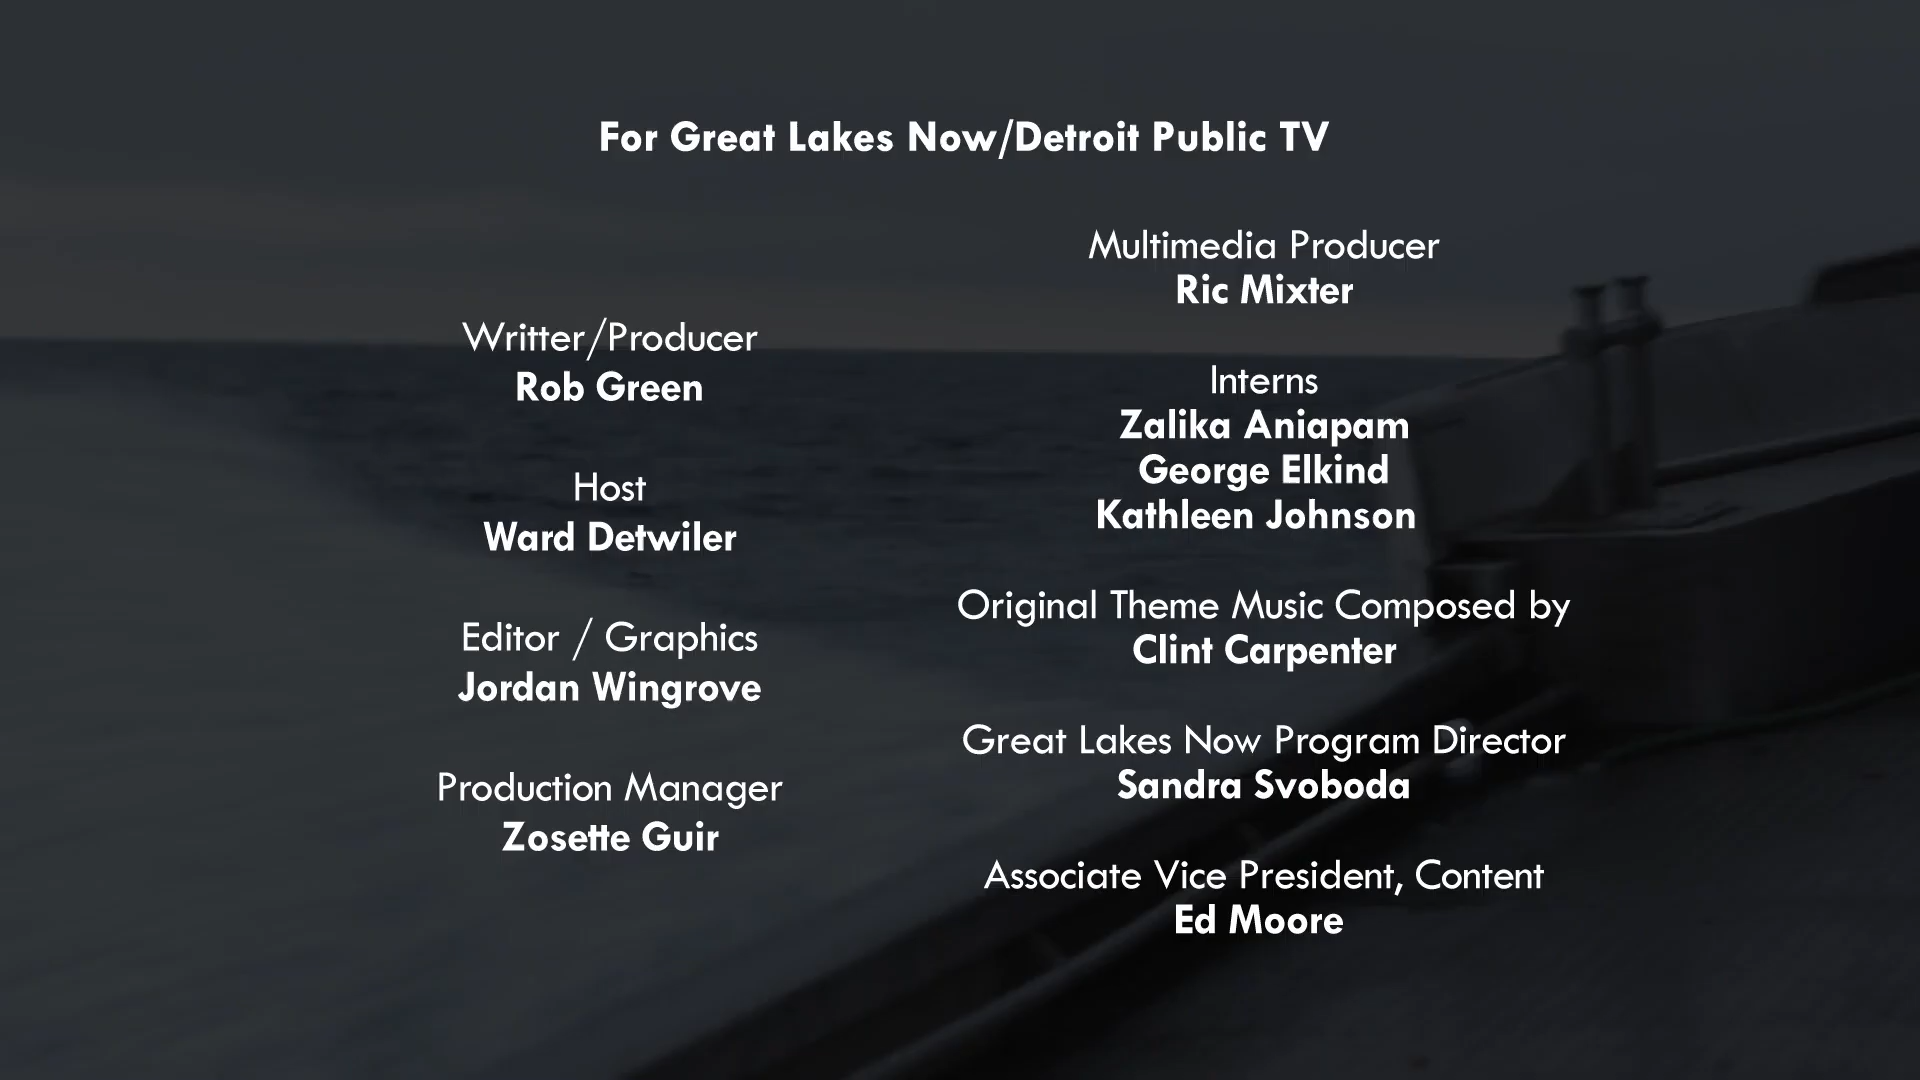 For Great Lakes Now/Detroit Public TV
Writter/Producer
Rob Green
Host
Ward Detwiler
Editor / Graphics
Jordan Wingrove
Production Manager
Zosette Guir
Multimedia Producer
Ric Mixter
Interns
Zalika Aniapam
George Elkind
Kathleen Johnson
Original Theme Music Composed by
Clint Carpenter
Great Lakes Now Program Director
Sandra Svoboda
Associate Vice President, Content
Ed Moore